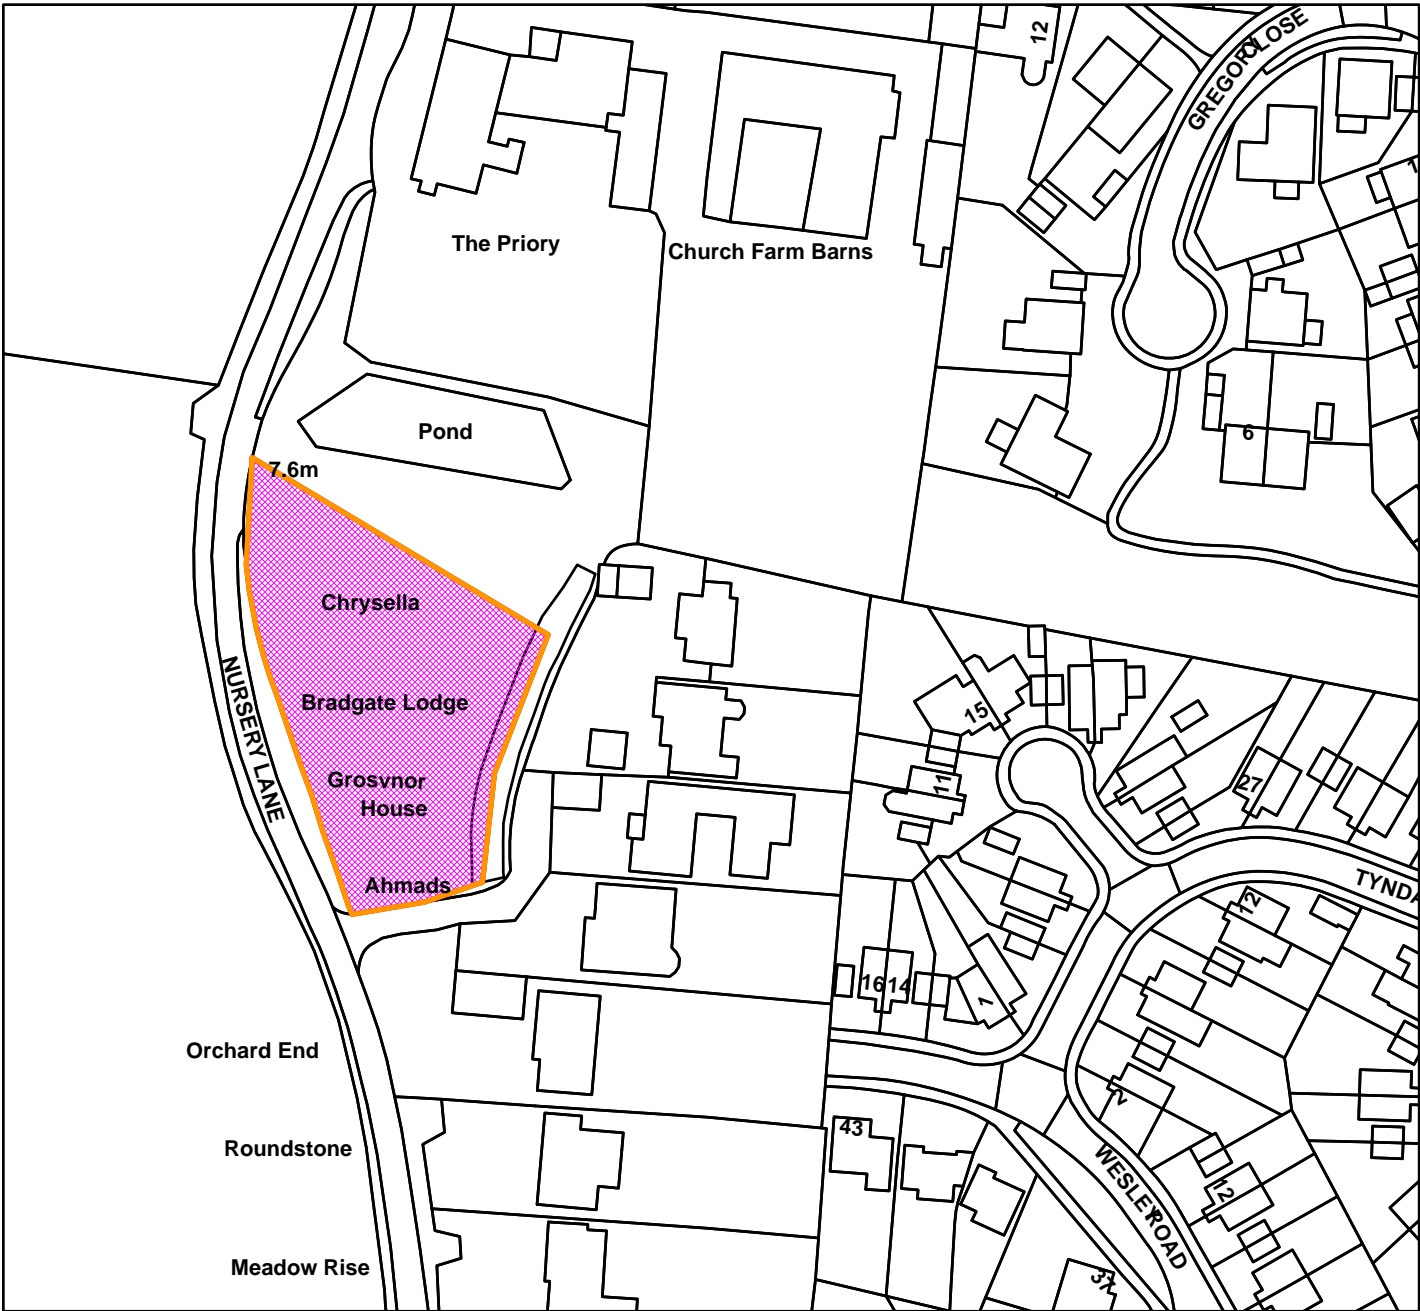 12
GREGORY CLOSE
The Priory
Church Farm Barns
Pond
6
7.6m
Chrysella
NURSERY LANE
Bradgate Lodge
15
Grosvnor
House
11
27
Ahmads
TYNDA
12
16
14
1
Orchard End
2
43
Roundstone
WESLEY ROAD
12
Meadow Rise
37